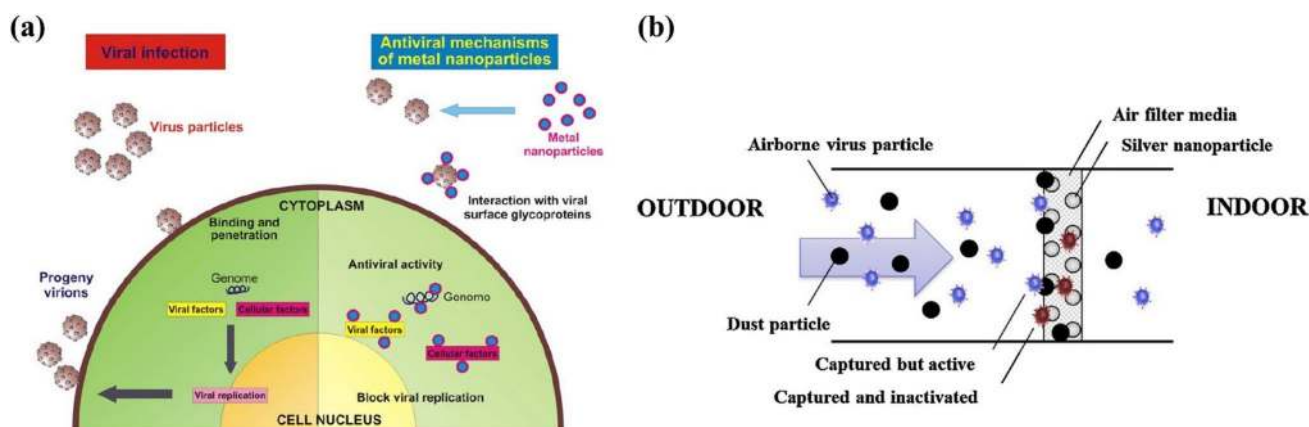 (a)
Viral infection
Antiviral mechanisms
of metal nanoparticles
Virus particles
Metal
nanoparticles
Interaction with viral
surface glycoproteins
CYTOPLASM
Binding and
penetration
Genome
Viral factors
Cellular factors
Viral replication
Progeny
virions
Antiviral activity
Gonomo
Viral factors
Cellular factors
Block viral replication
CELL NUCLEUS
(b)
Air filter media
Silver nanoparticle
Airborne virus particle
OUTDOOR
INDOOR
Dust particle
Captured but active
Captured and inactivated